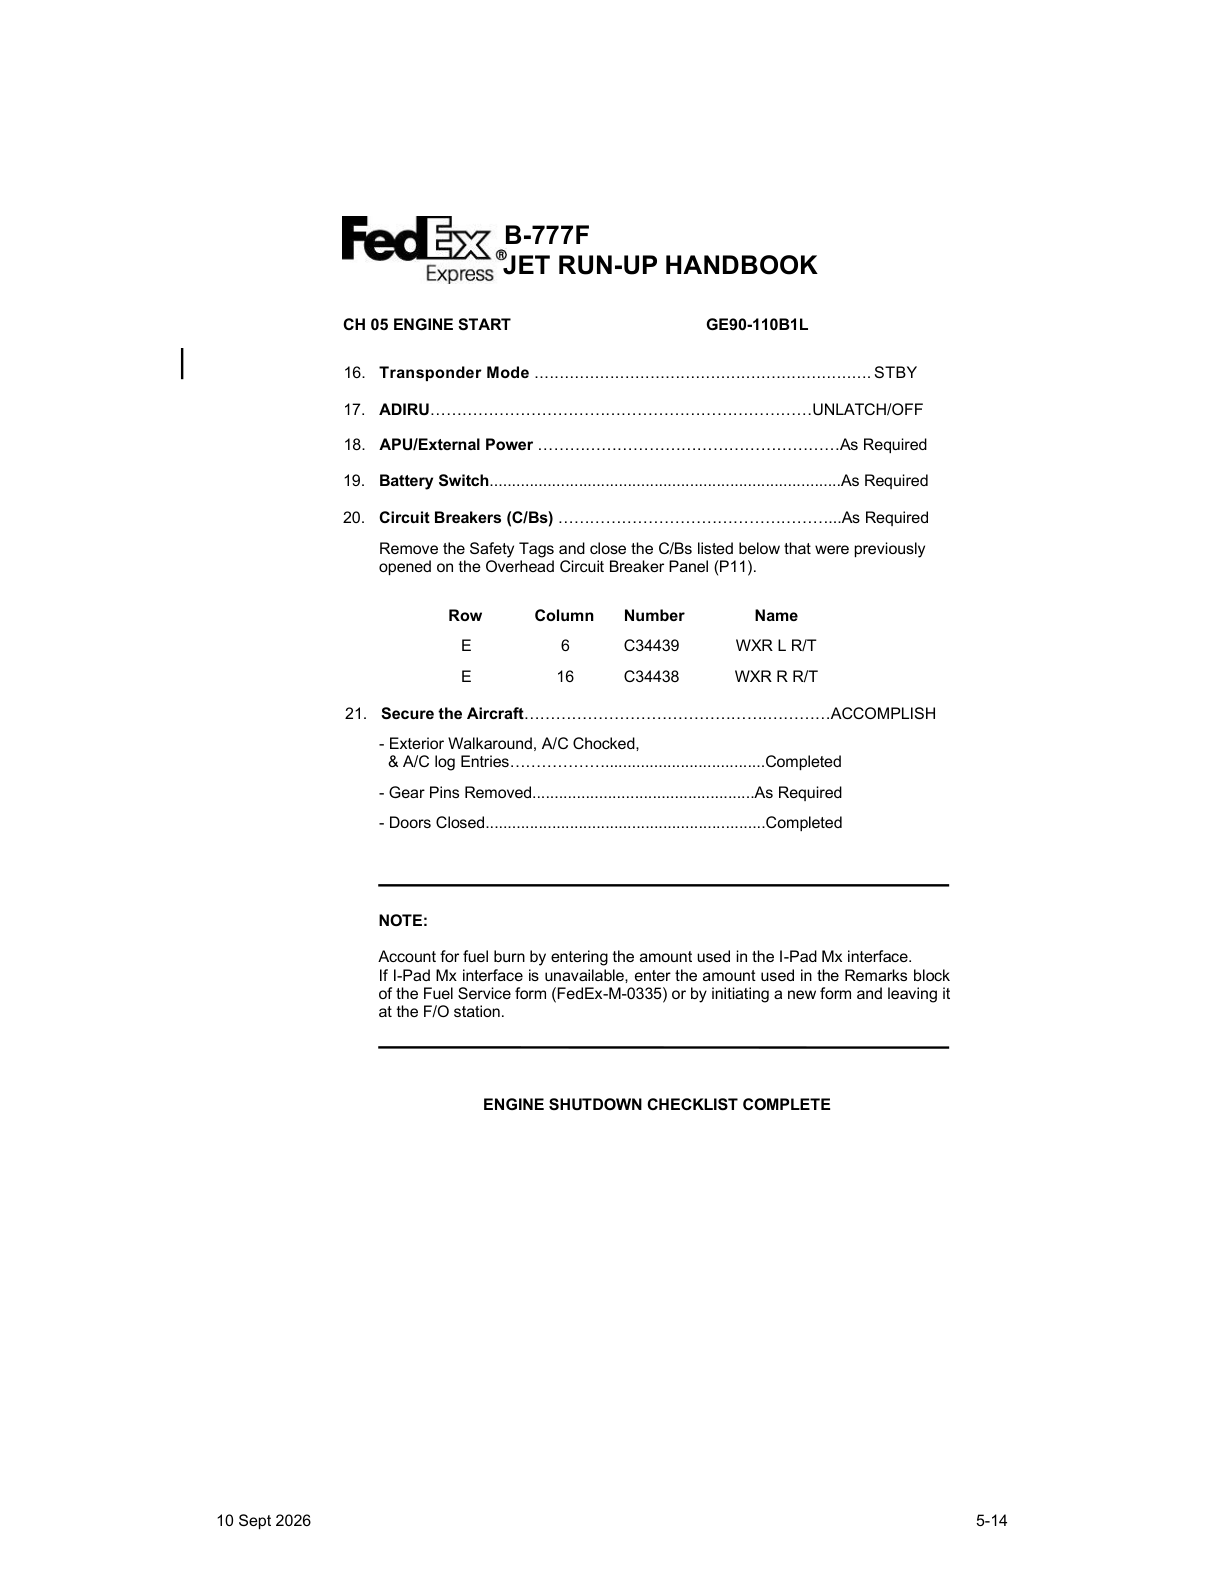 FedEx® B-777F
Express JET RUN-UP HANDBOOK
CH 05 ENGINE START GE90-110B1L
16. Transponder Mode …………………………………………………………. STBY
17. ADIRU………………………………………………………………UNLATCH/OFF
18. APU/External Power …………………………………………………As Required
19. Battery Switch...............................................................................As Required
20. Circuit Breakers (C/Bs) ……………………………………………...As Required
Remove the Safety Tags and close the C/Bs listed below that were previously
opened on the Overhead Circuit Breaker Panel (P11).
Row Column Number Name
E 6 C34439 WXR L R/T
E 16 C34438 WXR R R/T
21. Secure the Aircraft………………………………………………….ACCOMPLISH
- Exterior Walkaround, A/C Chocked,
& A/C log Entries………………....................................Completed
- Gear Pins Removed..................................................As Required
- Doors Closed...............................................................Completed
NOTE:
Account for fuel burn by entering the amount used in the I-Pad Mx interface.
If I-Pad Mx interface is unavailable, enter the amount used in the Remarks block
of the Fuel Service form (FedEx-M-0335) or by initiating a new form and leaving it
at the F/O station.
ENGINE SHUTDOWN CHECKLIST COMPLETE
10 Sept 2026 5-14